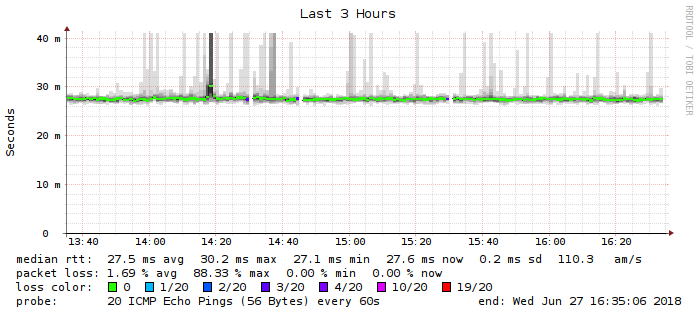 Last 3 Hours
RRDTOOL / TOBI OETIKER
Seconds
40 m
30 m
20 m
10 m
0
13:40 14:00 14:20 14:40 15:00 15:20 15:40 16:00 16:20
median rtt: 27.5 ms avg 30.2 ms max 27.1 ms min 27.6 ms now 0.2 ms sd 110.3 am/s
packet loss: 1.69 % avg 88.33 % max 0.00 % min 0.00 % now
loss color: 0 1/20 2/20 3/20 4/20 10/20 19/20
probe: 20 ICMP Echo Pings (56 Bytes) every 60s end: Wed Jun 27 16:35:06 2018